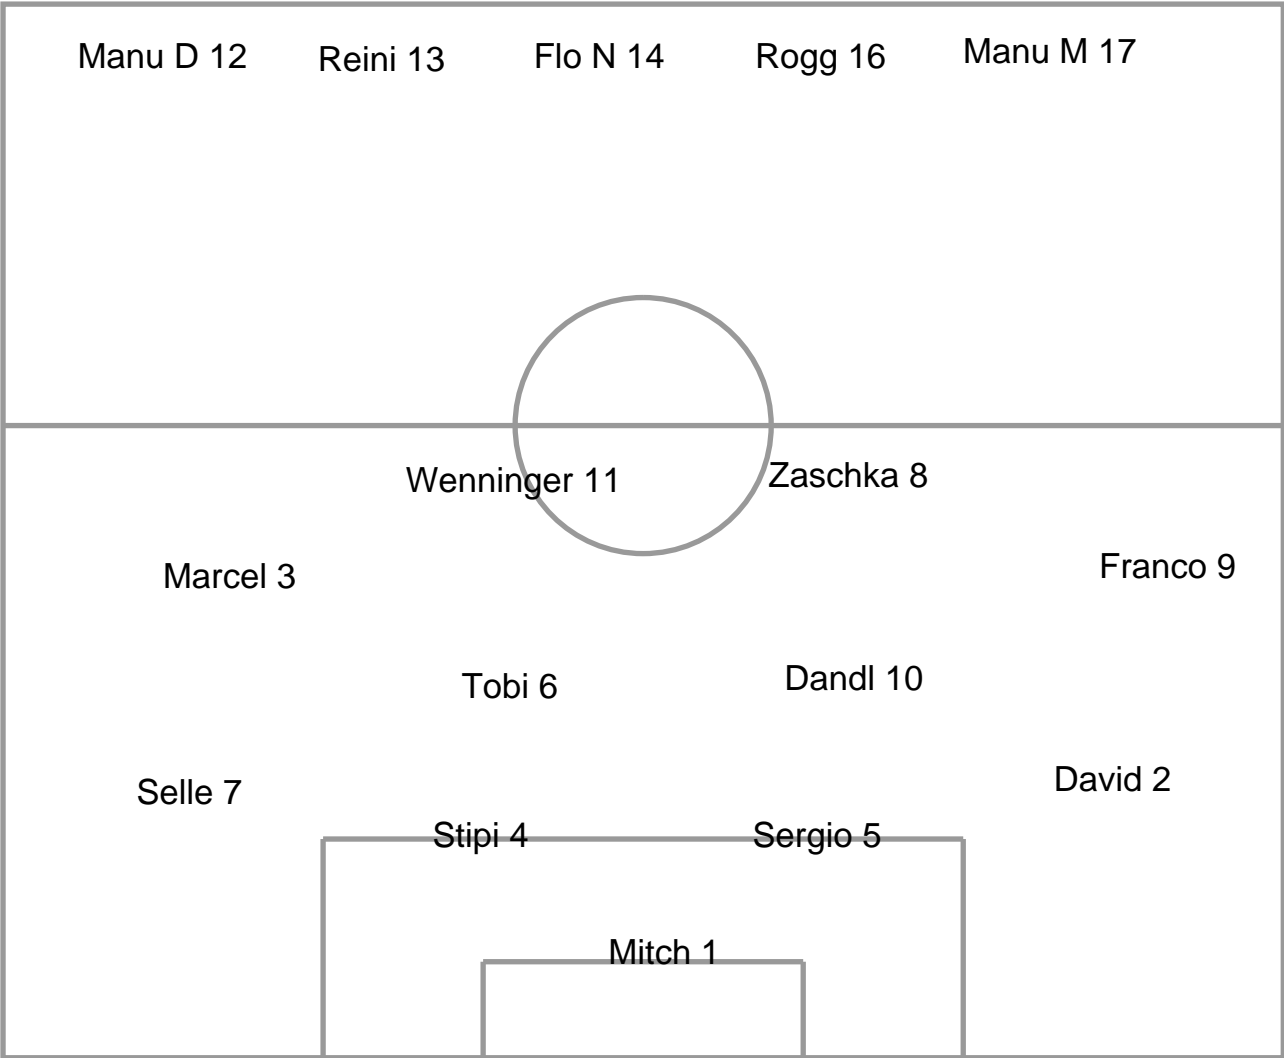 Manu D 12
Reini 13
Flo N 14
Rogg 16
Manu M 17
Wenninger 11
Zaschka 8
Marcel 3
Franco 9
Tobi 6
Dandl 10
Selle 7
David 2
Stipi 4
Sergio 5
Mitch 1